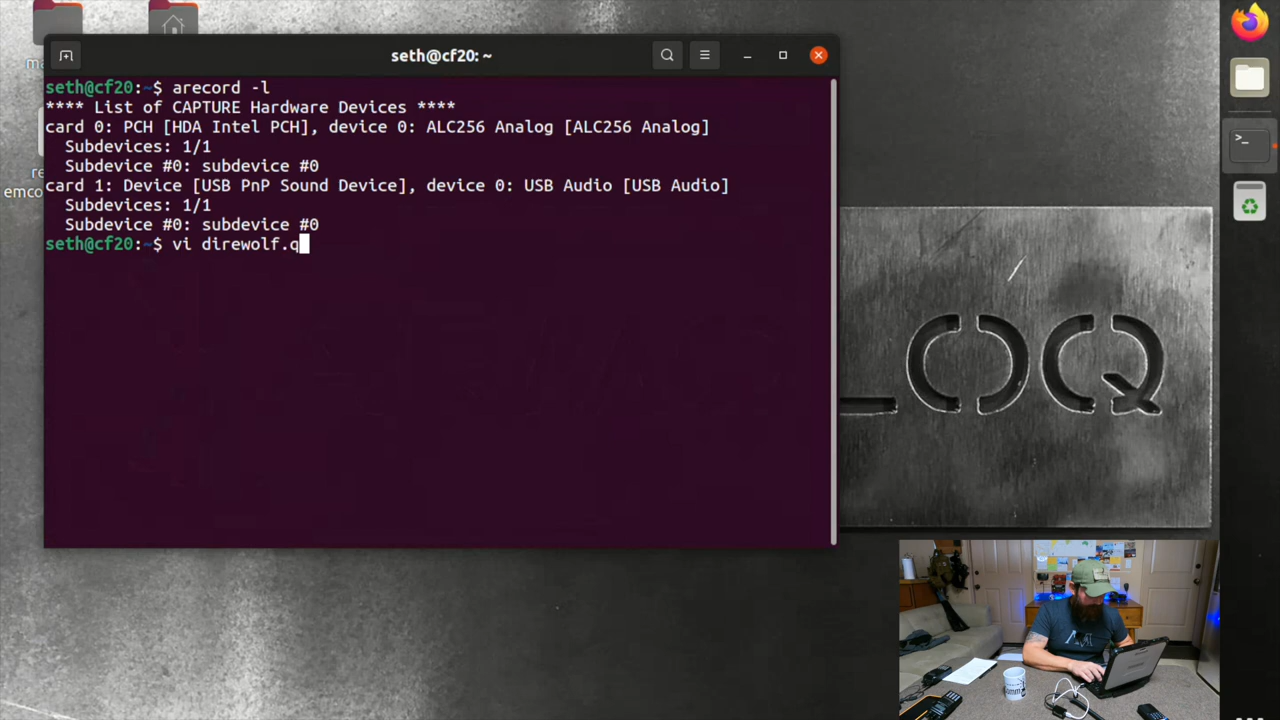 seth@cf20: ~
seth@cf20:~$ arecord -l
**** List of CAPTURE Hardware Devices ****
card 0: PCH [HDA Intel PCH], device 0: ALC256 Analog [ALC256 Analog]
  Subdevices: 1/1
  Subdevice #0: subdevice #0
card 1: Device [USB PnP Sound Device], device 0: USB Audio [USB Audio]
  Subdevices: 1/1
  Subdevice #0: subdevice #0
seth@cf20:~$ vi direwolf.q
OQ